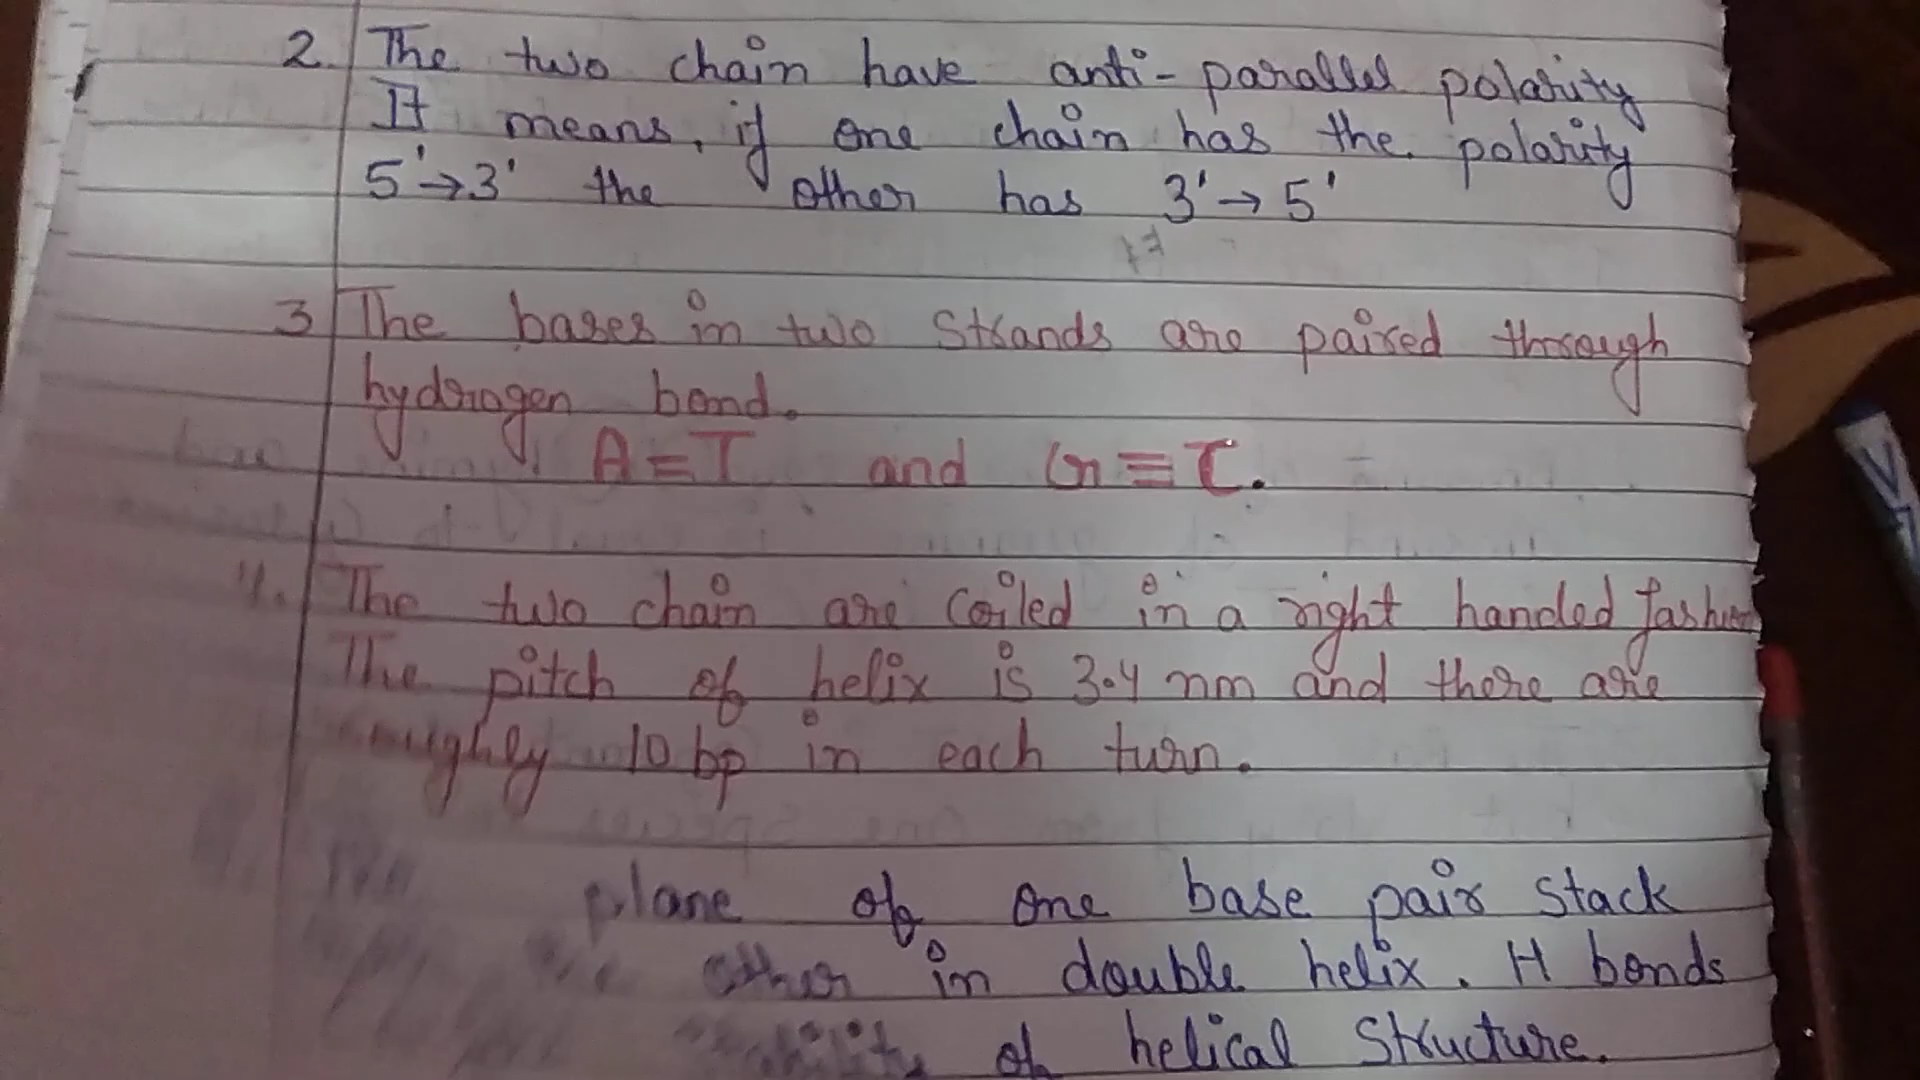 2. The two chain have anti-parallel polarity
It means, if one chain has the polarity
5'→3' the other has 3'→5'
3 The bases in two strands are paired through
hydrogen bond.
A=T and G≡C.
4. The two chain are coiled in a right handed fashion
The pitch of helix is 3.4 nm and there are
roughly 10 bp in each turn.
plane of one base pair stack
other in double helix. H bonds
of helical structure.